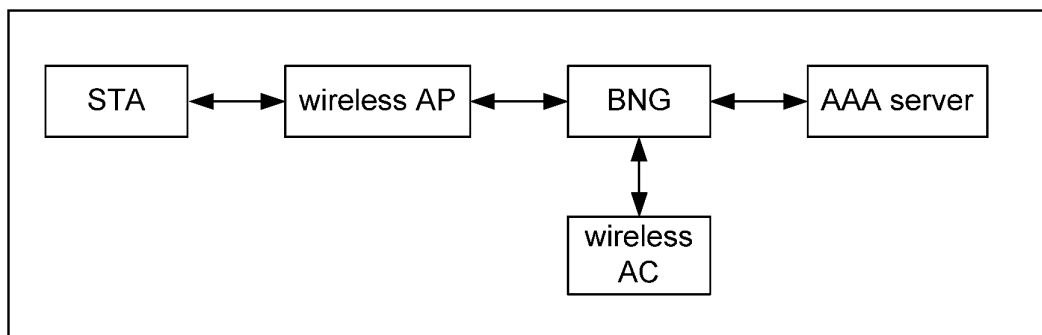 STA
wireless AP
BNG
AAA server
wireless
AC